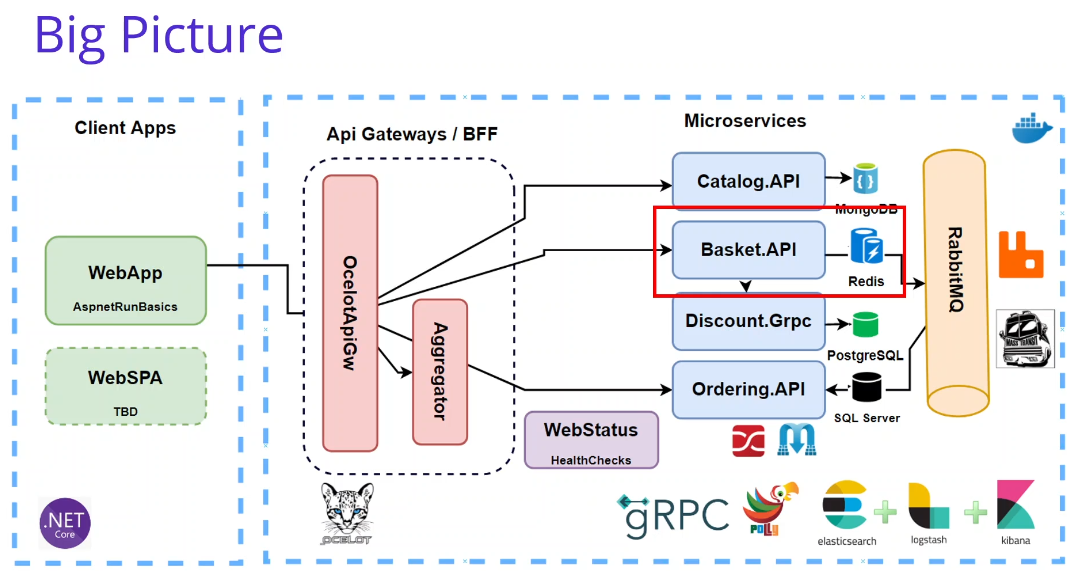 Big Picture
Client Apps
WebApp
AspnetRunBasics
WebSPA
TBD
.NET
Core
Api Gateways / BFF
OcelotApiGw
Aggregator
OCELOT
Microservices
Catalog.API
MongoDB
Basket.API
Redis
Discount.Grpc
PostgreSQL
Ordering.API
SQL Server
WebStatus
HealthChecks
RabbitMQ
MASS TRANSIT
gRPC
POLLY
elasticsearch
logstash
kibana